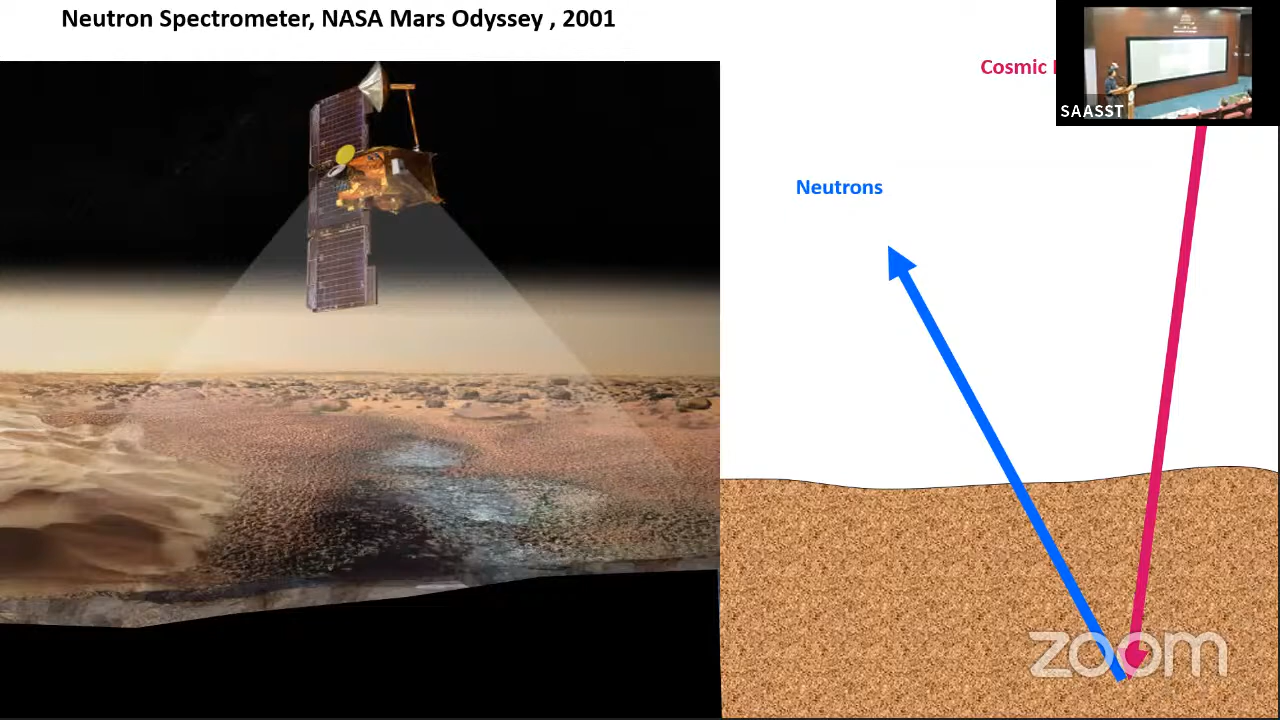 Neutron Spectrometer, NASA Mars Odyssey , 2001
Cosmic
SAASST
Neutrons
zoom